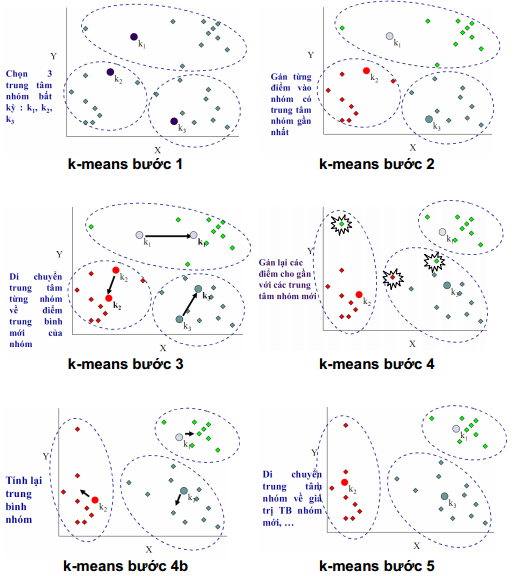 Y
k1
Chọn 3
trung tâm
nhóm bất
kỳ : k1, k2,
k3
k2
k3
X
k-means bước 1
Y
k1
Gán từng
điểm vào
nhóm có
trung tâm
nhóm gần
nhất
k2
k3
X
k-means bước 2
Y
k1
k1
Di chuyển
trung tâm
từng nhóm
về điểm
trung bình
mới của
nhóm
k2
k3
k3
X
k-means bước 3
Y
k1
Gán lại các
điểm cho gần
với các trung
tâm nhóm mới
k2
k3
X
k-means bước 4
Y
k1
Tính lại
trung
bình
nhóm
k2
X
k-means bước 4b
Y
k1
Di chuyển
trung tâm
nhóm về giá
trị TB nhóm
mới, …
k2
k3
X
k-means bước 5